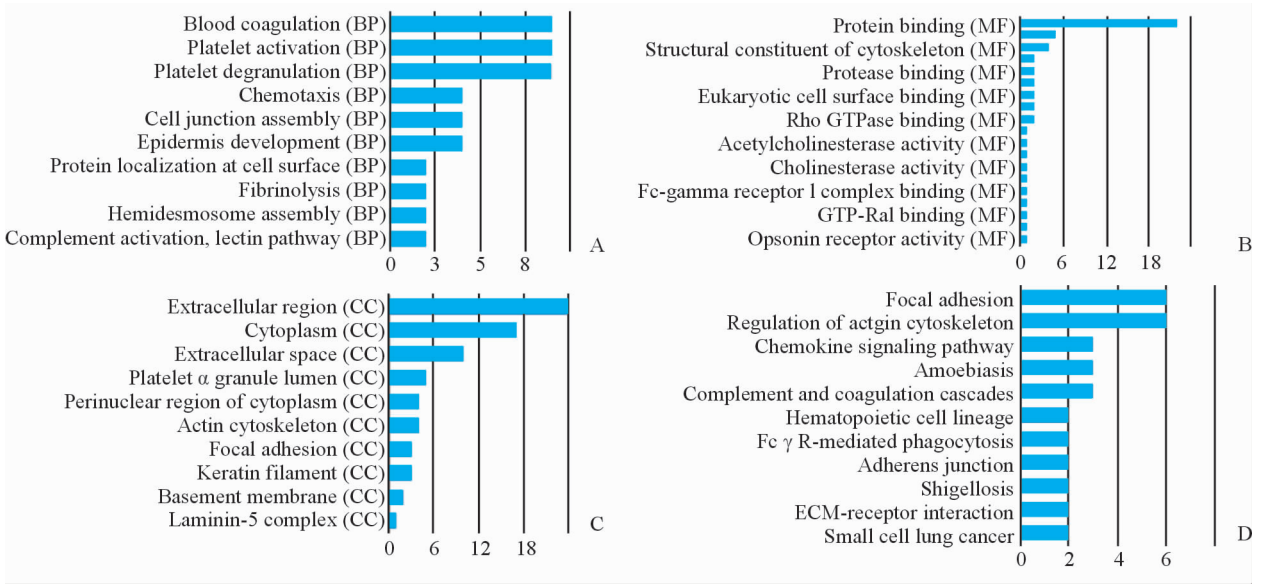 Blood coagulation (BP)
Platelet activation (BP)
Platelet degranulation (BP)
Chemotaxis (BP)
Cell junction assembly (BP)
Epidermis development (BP)
Protein localization at cell surface (BP)
Fibrinolysis (BP)
Hemidesmosome assembly (BP)
Complement activation, lectin pathway (BP)
0 3 5 8
A
Protein binding (MF)
Structural constituent of cytoskeleton (MF)
Protease binding (MF)
Eukaryotic cell surface binding (MF)
Rho GTPase binding (MF)
Acetylcholinesterase activity (MF)
Cholinesterase activity (MF)
Fc-gamma receptor l complex binding (MF)
GTP-Ral binding (MF)
Opsonin receptor activity (MF)
0 6 12 18
B
Extracellular region (CC)
Cytoplasm (CC)
Extracellular space (CC)
Platelet α granule lumen (CC)
Perinuclear region of cytoplasm (CC)
Actin cytoskeleton (CC)
Focal adhesion (CC)
Keratin filament (CC)
Basement membrane (CC)
Laminin-5 complex (CC)
0 6 12 18
C
Focal adhesion
Regulation of actgin cytoskeleton
Chemokine signaling pathway
Amoebiasis
Complement and coagulation cascades
Hematopoietic cell lineage
Fc γ R-mediated phagocytosis
Adherens junction
Shigellosis
ECM-receptor interaction
Small cell lung cancer
0 2 4 6
D